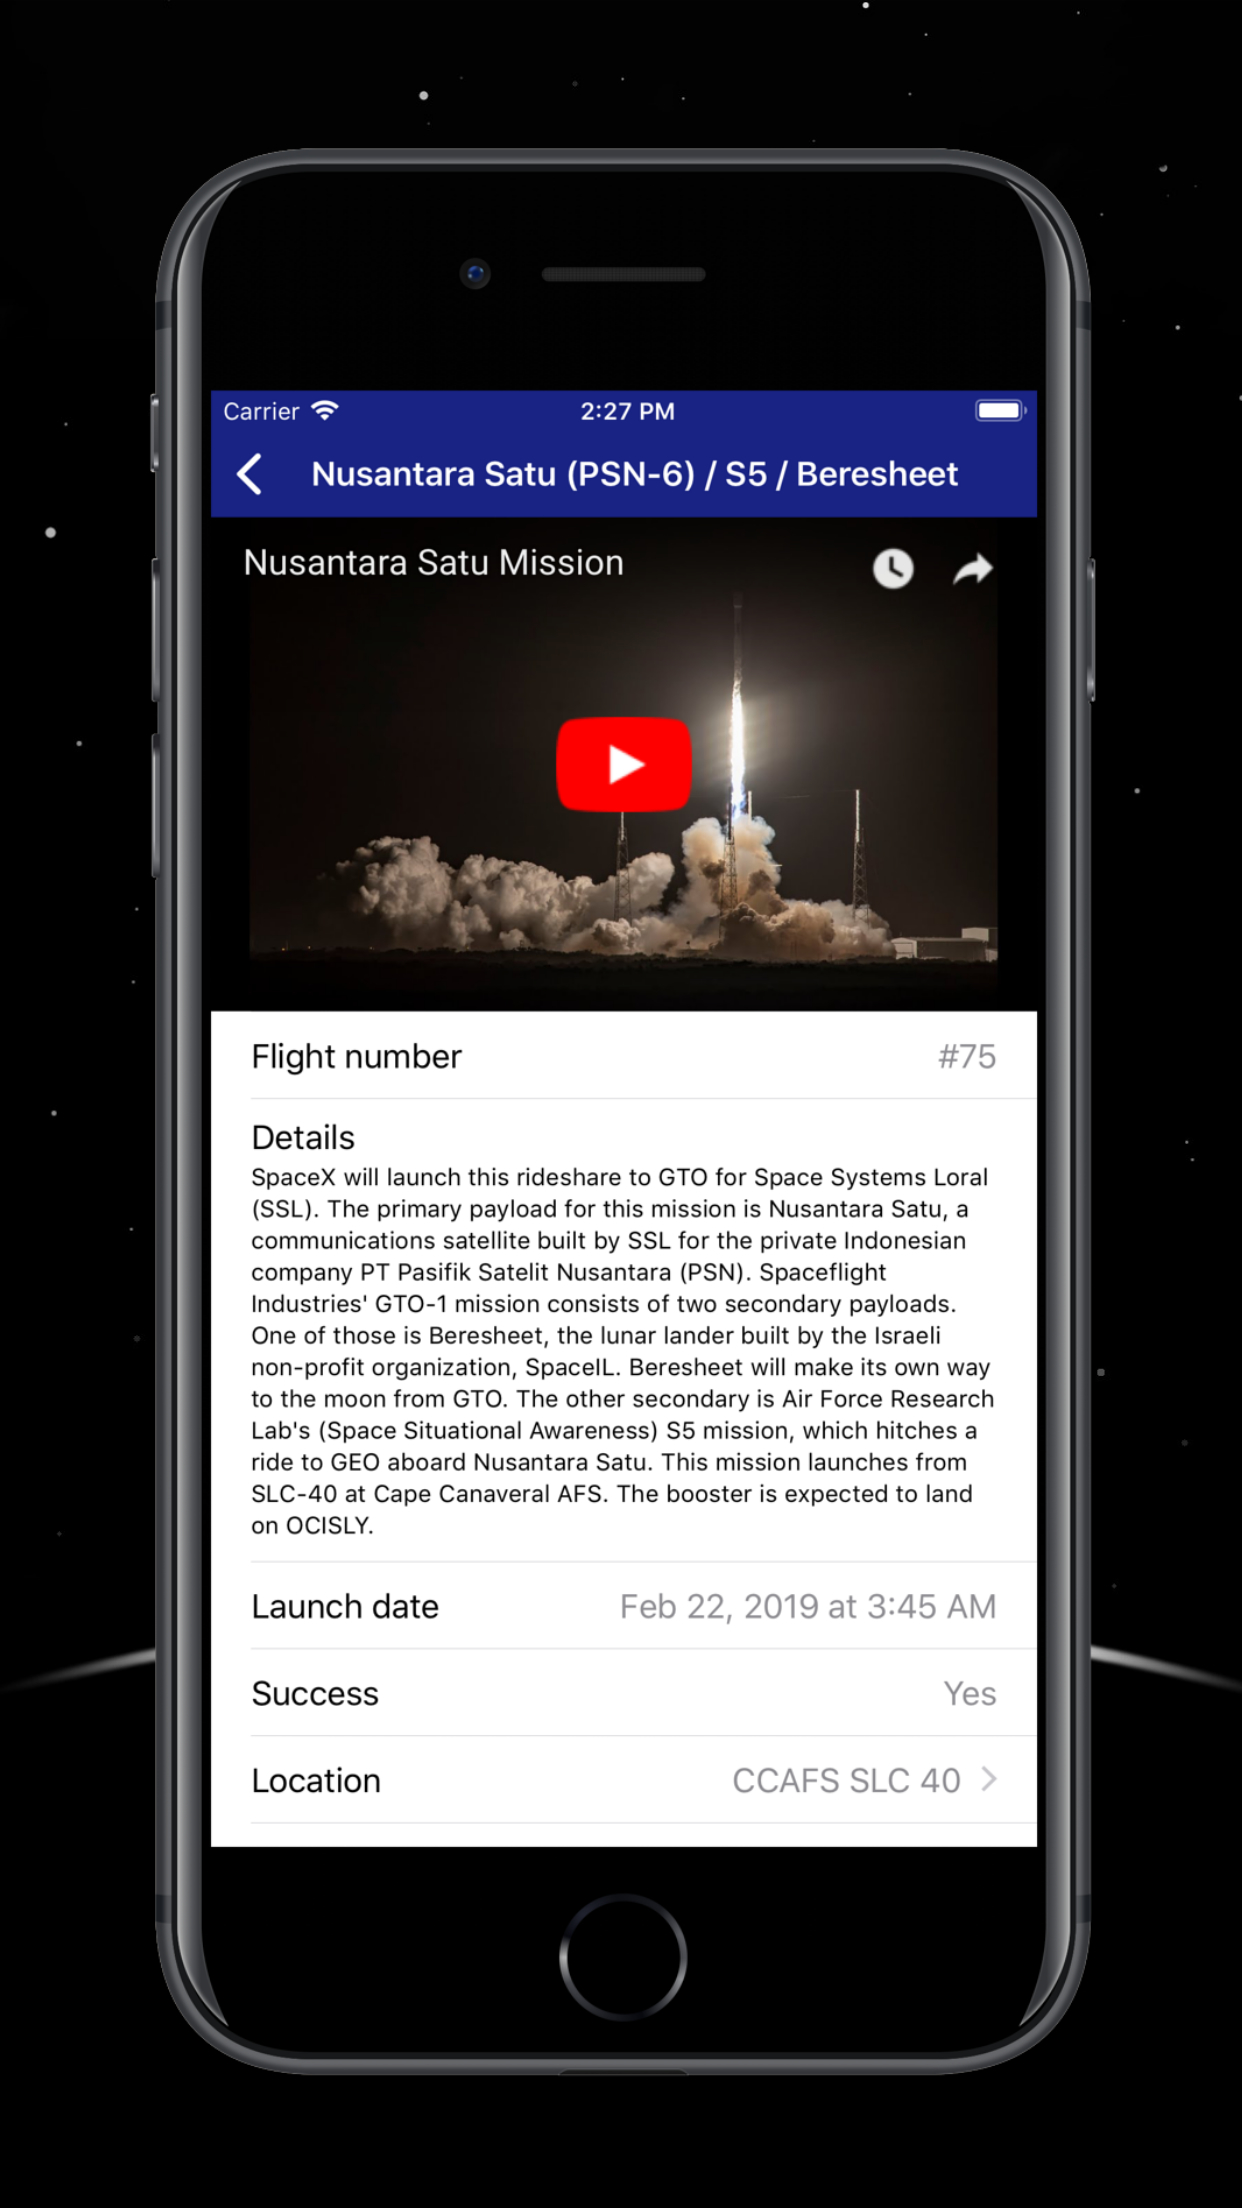 Carrier
2:27 PM
Nusantara Satu (PSN-6) / S5 / Beresheet
Nusantara Satu Mission
Flight number #75
Details
SpaceX will launch this rideshare to GTO for Space Systems Loral
(SSL). The primary payload for this mission is Nusantara Satu, a
communications satellite built by SSL for the private Indonesian
company PT Pasifik Satelit Nusantara (PSN). Spaceflight
Industries' GTO-1 mission consists of two secondary payloads.
One of those is Beresheet, the lunar lander built by the Israeli
non-profit organization, SpaceIL. Beresheet will make its own way
to the moon from GTO. The other secondary is Air Force Research
Lab's (Space Situational Awareness) S5 mission, which hitches a
ride to GEO aboard Nusantara Satu. This mission launches from
SLC-40 at Cape Canaveral AFS. The booster is expected to land
on OCISLY.
Launch date Feb 22, 2019 at 3:45 AM
Success Yes
Location CCAFS SLC 40